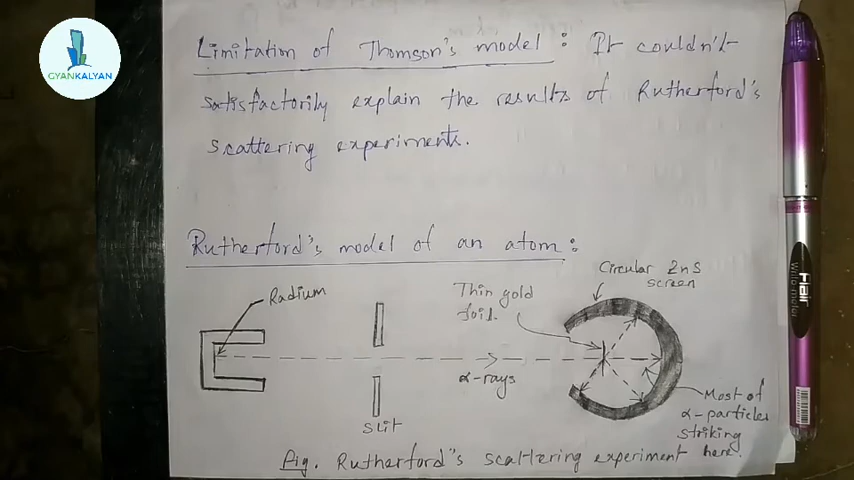 GYANKALYAN
Limitation of Thomson's model : It couldn't
satisfactorily explain the results of Rutherford's
scattering experiments.
Rutherford's model of an atom :
Radium
Thin gold
foil.
Circular ZnS
screen
α-rays
Slit
Most of
α-particles
striking
here.
Fig. Rutherford's scattering experiment
Hair
Write-meter